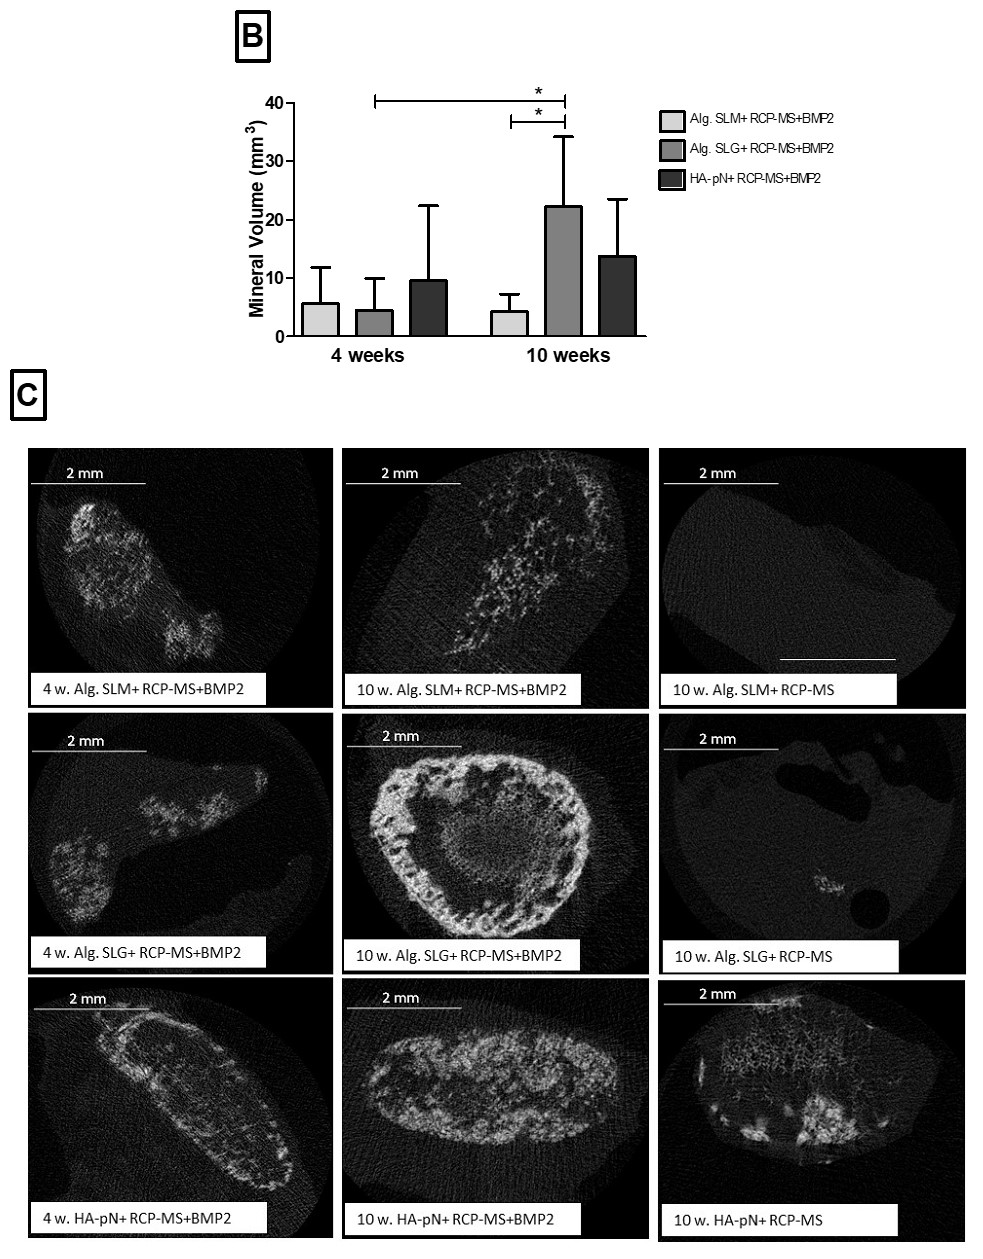 B
*
*
40
30
20
10
0
Mineral Volume (mm3)
4 weeks
10 weeks
Alg. SLM+ RCP-MS+BMP2
Alg. SLG+ RCP-MS+BMP2
HA-pN+ RCP-MS+BMP2
C
2 mm
2 mm
2 mm
4 w. Alg. SLM+ RCP-MS+BMP2
10 w. Alg. SLM+ RCP-MS+BMP2
10 w. Alg. SLM+ RCP-MS
2 mm
2 mm
2 mm
4 w. Alg. SLG+ RCP-MS+BMP2
10 w. Alg. SLG+ RCP-MS+BMP2
10 w. Alg. SLG+ RCP-MS
2 mm
2 mm
2 mm
4 w. HA-pN+ RCP-MS+BMP2
10 w. HA-pN+ RCP-MS+BMP2
10 w. HA-pN+ RCP-MS